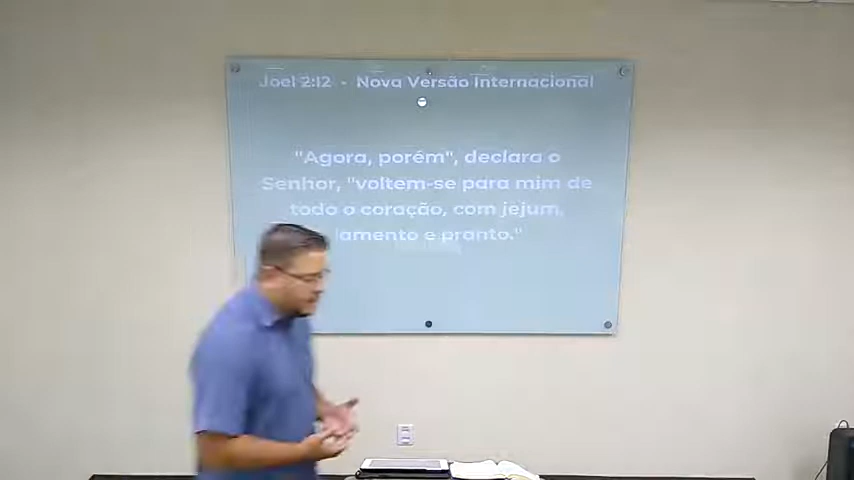 Joel 2:12 - Nova Versão Internacional
"Agora, porém", declara o
Senhor, "voltem-se para mim de
todo o coração, com jejum,
lamento e pranto."